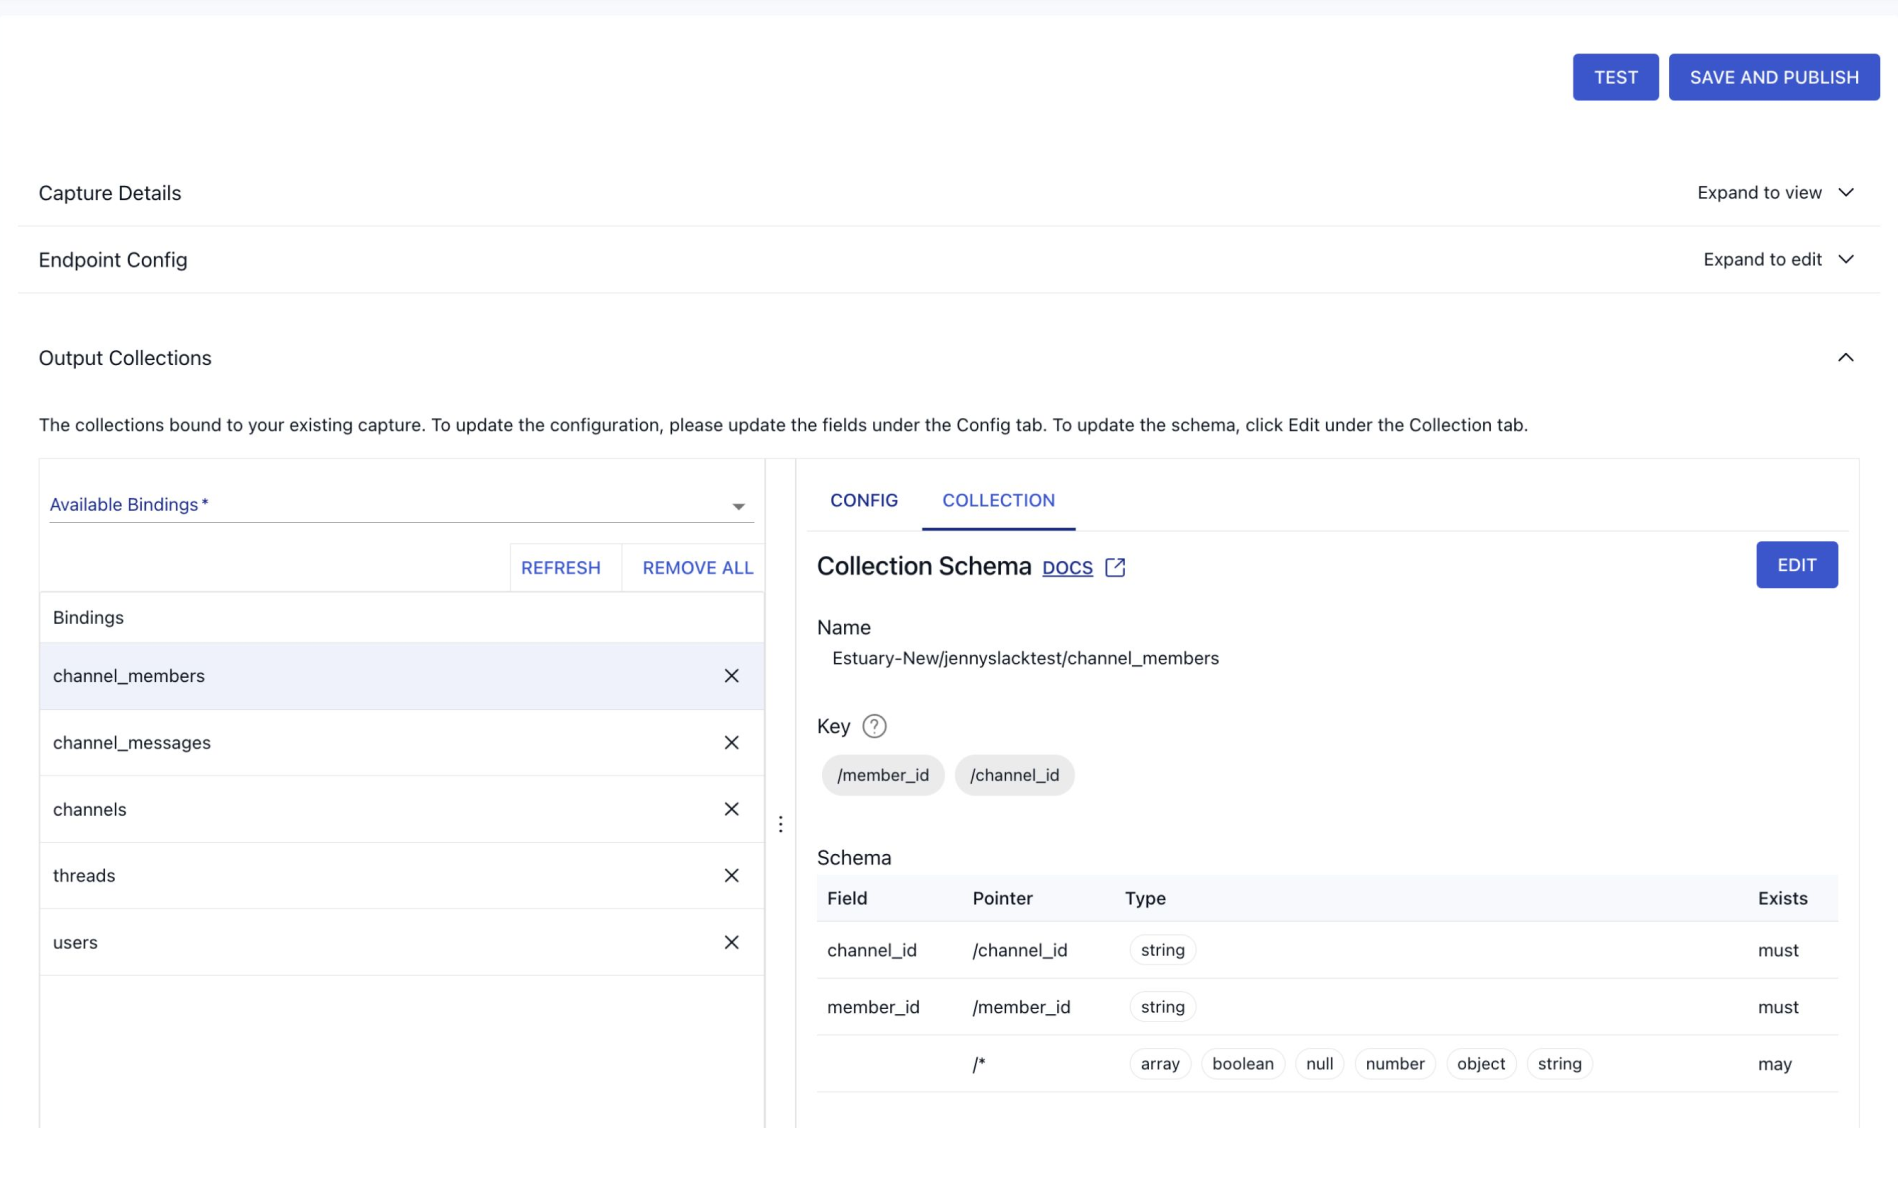 TEST SAVE AND PUBLISH
Capture Details Expand to view
Endpoint Config Expand to edit
Output Collections
The collections bound to your existing capture. To update the configuration, please update the fields under the Config tab. To update the schema, click Edit under the Collection tab.
Available Bindings *
REFRESH REMOVE ALL
Bindings
channel_members
channel_messages
channels
threads
users
CONFIG COLLECTION
Collection Schema DOCS EDIT
Name
Estuary-New/jennyslacktest/channel_members
Key ?
/member_id /channel_id
Schema
Field Pointer Type Exists
channel_id /channel_id string must
member_id /member_id string must
/* array boolean null number object string may